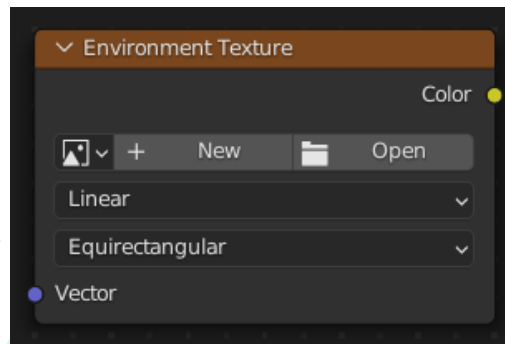 Environment Texture
Color
New Open
Linear
Equirectangular
Vector